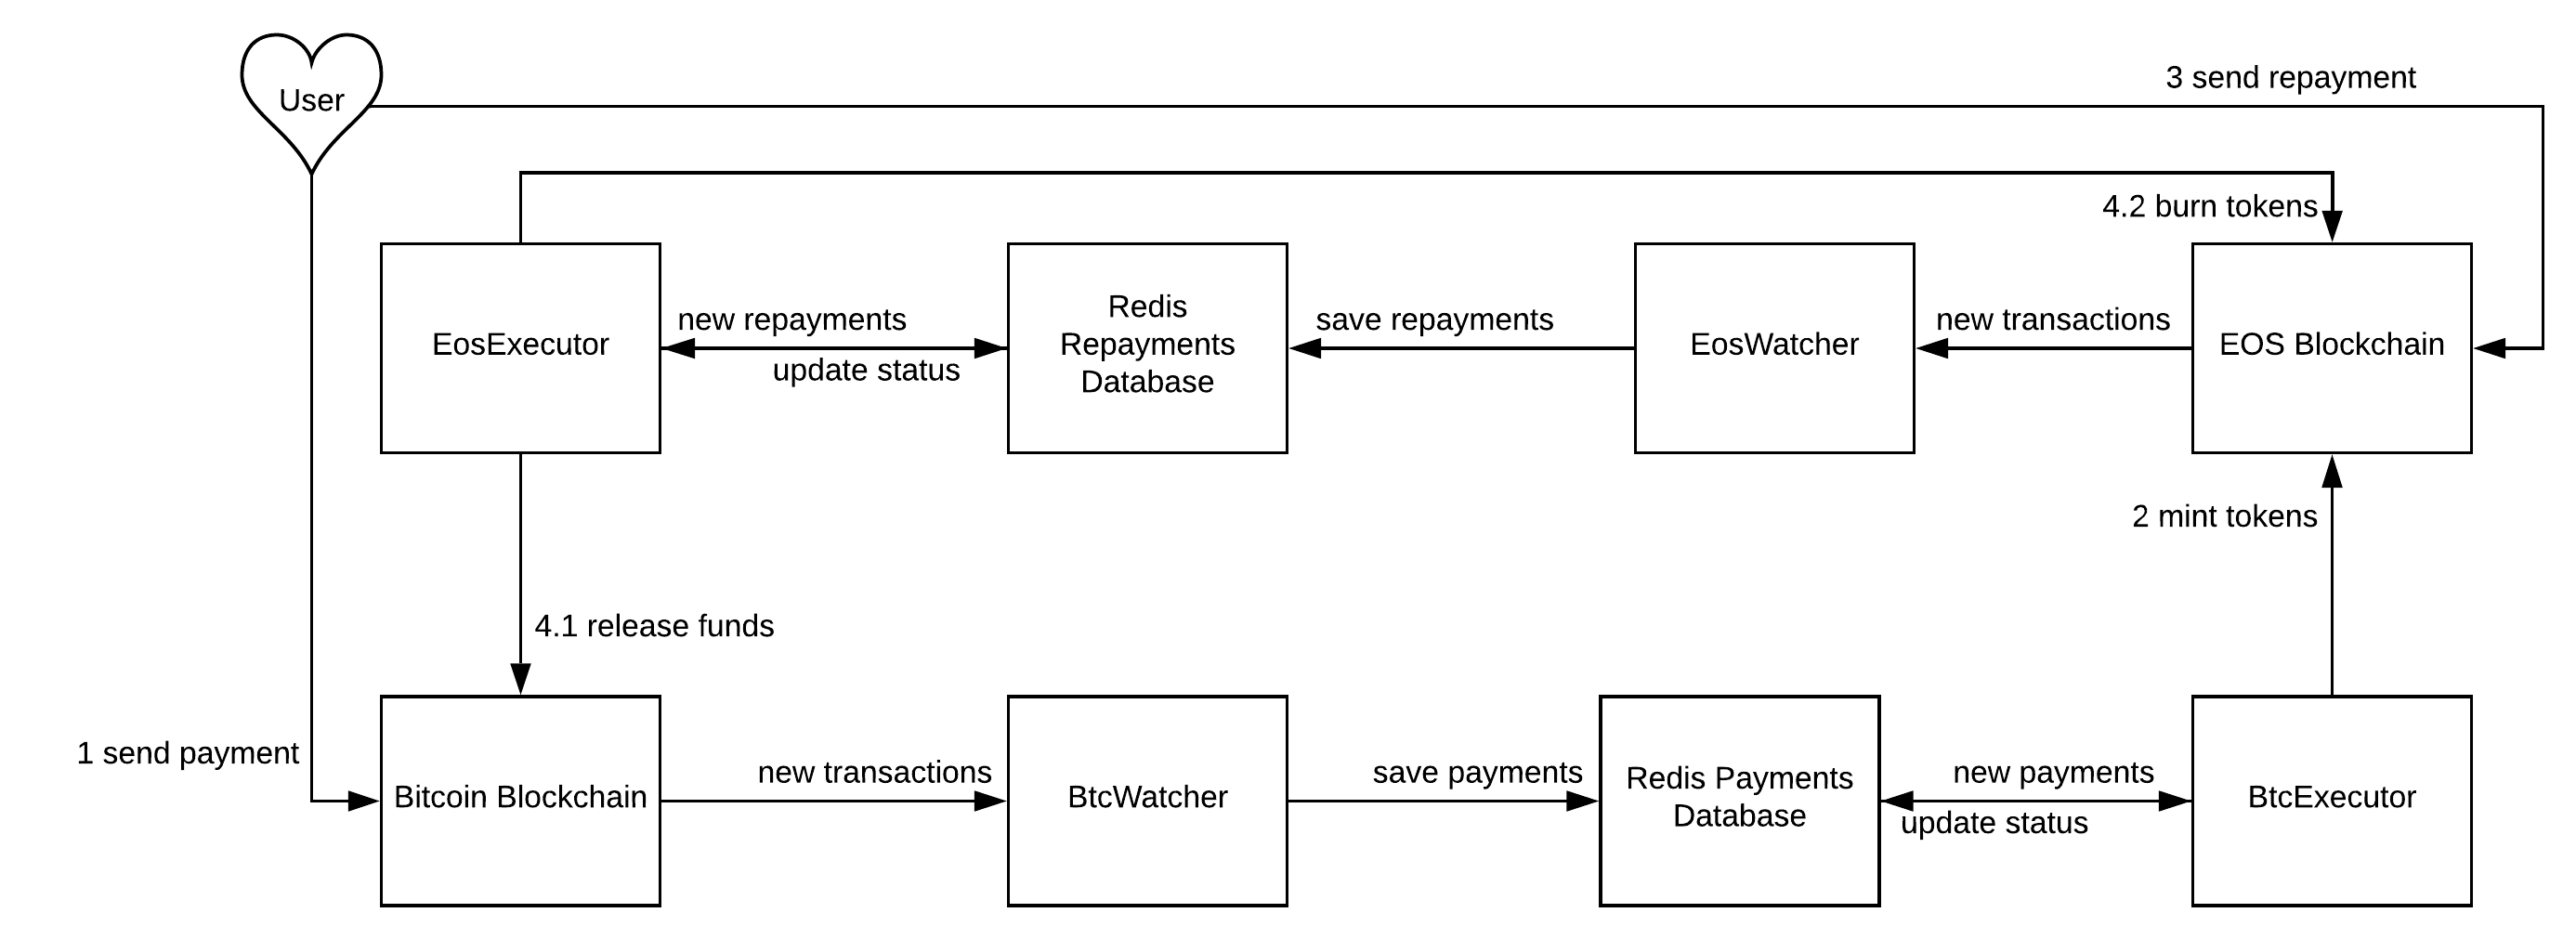 User
3 send repayment
4.2 burn tokens
EosExecutor
new repayments
update status
Redis
Repayments
Database
save repayments
EosWatcher
new transactions
EOS Blockchain
2 mint tokens
4.1 release funds
1 send payment
Bitcoin Blockchain
new transactions
BtcWatcher
save payments
Redis Payments
Database
new payments
update status
BtcExecutor